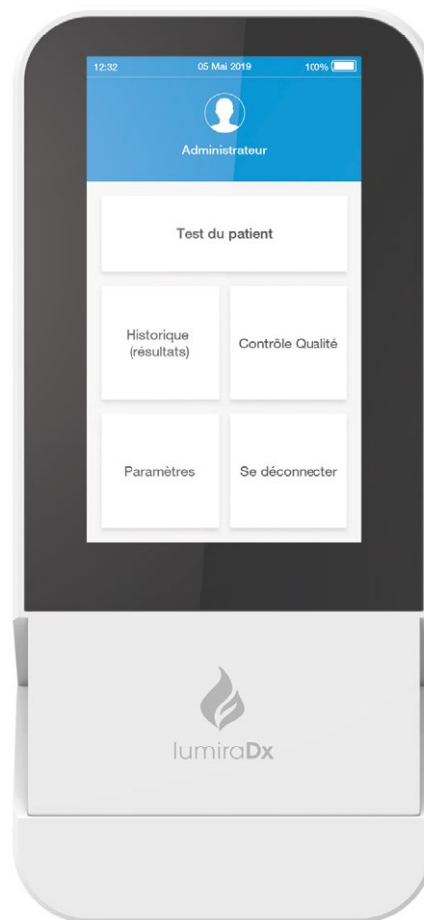 12:32 05 Mai 2019 100%
Administrateur
Test du patient
Historique
(résultats)
Contrôle Qualité
Paramètres
Se déconnecter
lumiraDx